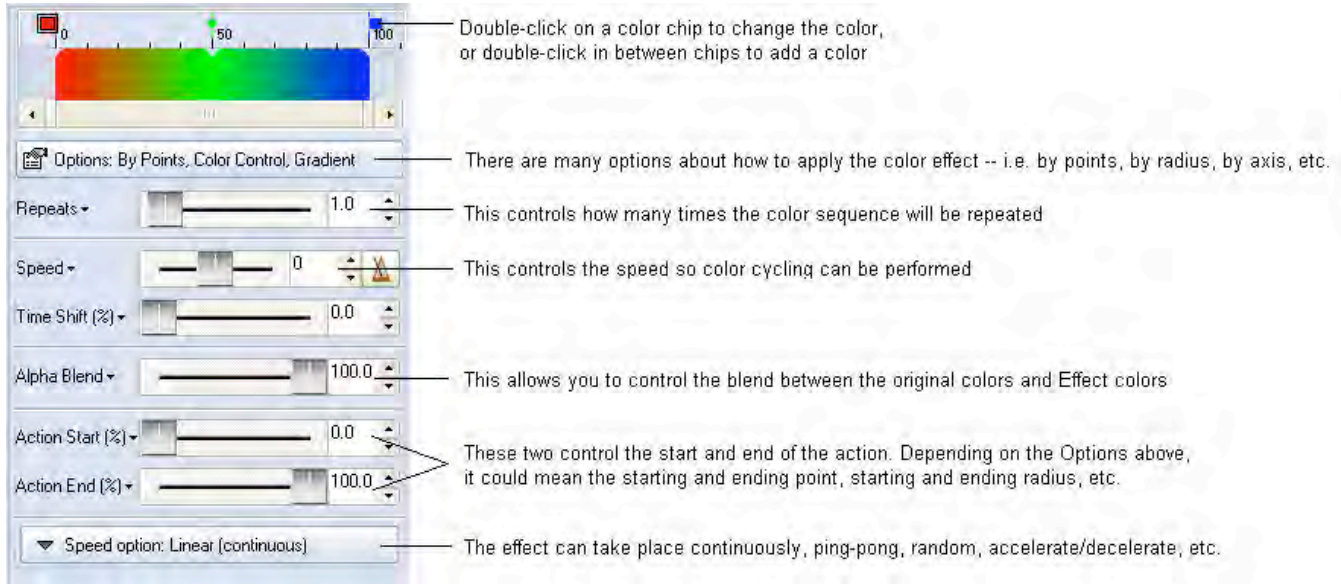 0 50 100
Double-click on a color chip to change the color,
or double-click in between chips to add a color
Options: By Points, Color Control, Gradient
There are many options about how to apply the color effect -- i.e. by points, by radius, by axis, etc.
Repeats 1.0
This controls how many times the color sequence will be repeated
Speed 0
This controls the speed so color cycling can be performed
Time Shift (%) 0.0
Alpha Blend 100.0
This allows you to control the blend between the original colors and Effect colors
Action Start (%) 0.0
These two control the start and end of the action. Depending on the Options above,
it could mean the starting and ending point, starting and ending radius, etc.
Action End (%) 100.0
Speed option: Linear (continuous)
The effect can take place continuously, ping-pong, random, accelerate/decelerate, etc.